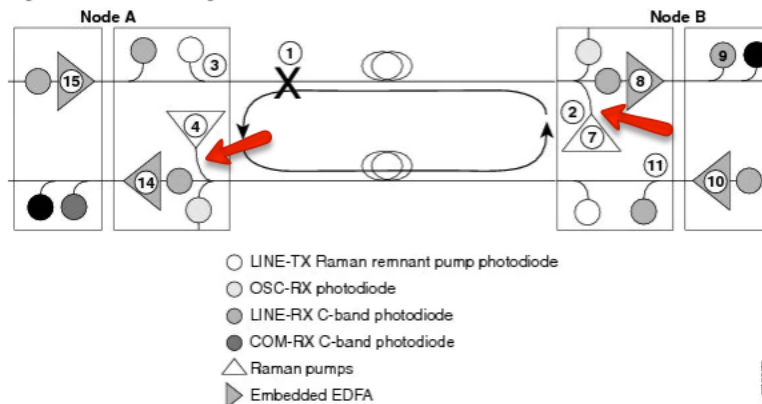 Node A
Node B
1
15
3
8
9
4
2
7
11
14
10
LINE-TX Raman remnant pump photodiode
OSC-RX photodiode
LINE-RX C-band photodiode
COM-RX C-band photodiode
Raman pumps
Embedded EDFA